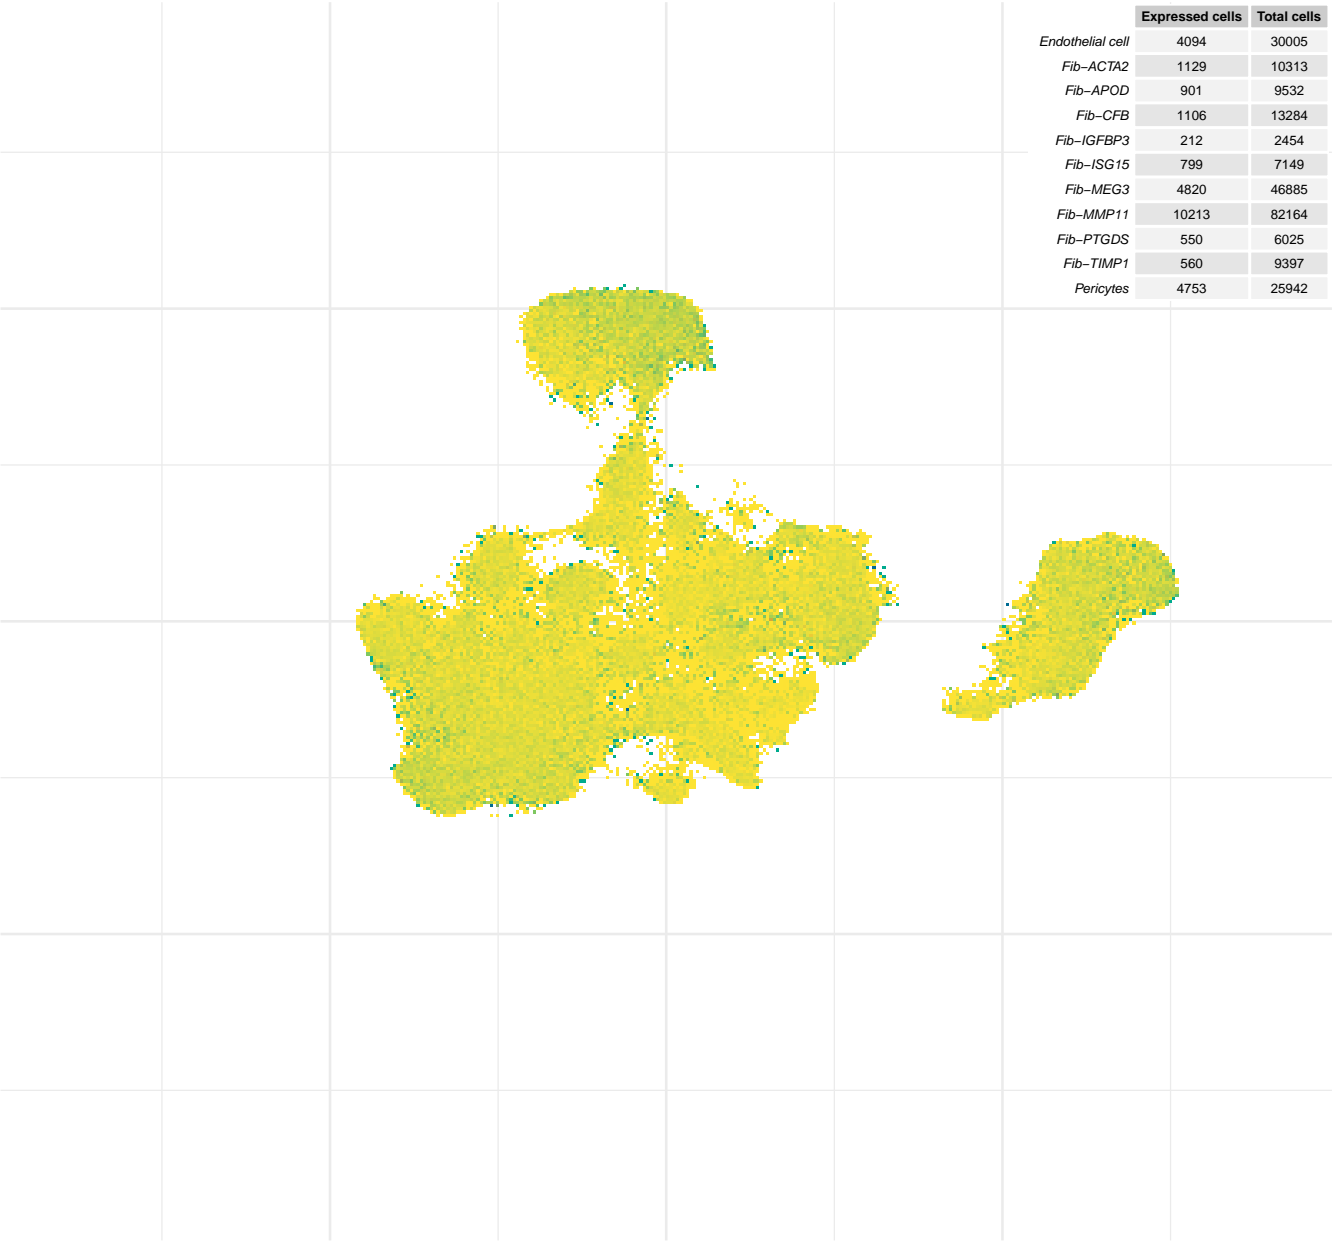 Expressed cells Total cells
Endothelial cell 4094 30005
Fib−ACTA2 1129 10313
Fib−APOD 901 9532
Fib−CFB 1106 13284
Fib−IGFBP3 212 2454
Fib−ISG15 799 7149
Fib−MEG3 4820 46885
Fib−MMP11 10213 82164
Fib−PTGDS 550 6025
Fib−TIMP1 560 9397
Pericytes 4753 25942